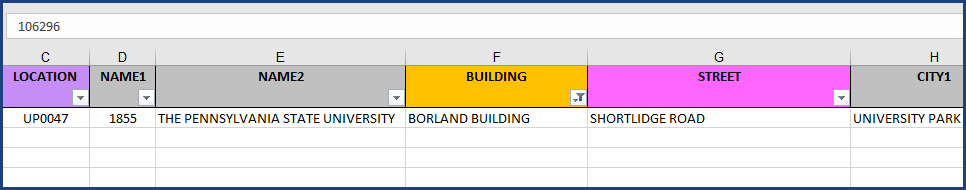 106296
C D E F G H
LOCATION NAME1 NAME2 BUILDING STREET CITY1
UP0047 1855 THE PENNSYLVANIA STATE UNIVERSITY BORLAND BUILDING SHORTLIDGE ROAD UNIVERSITY PARK